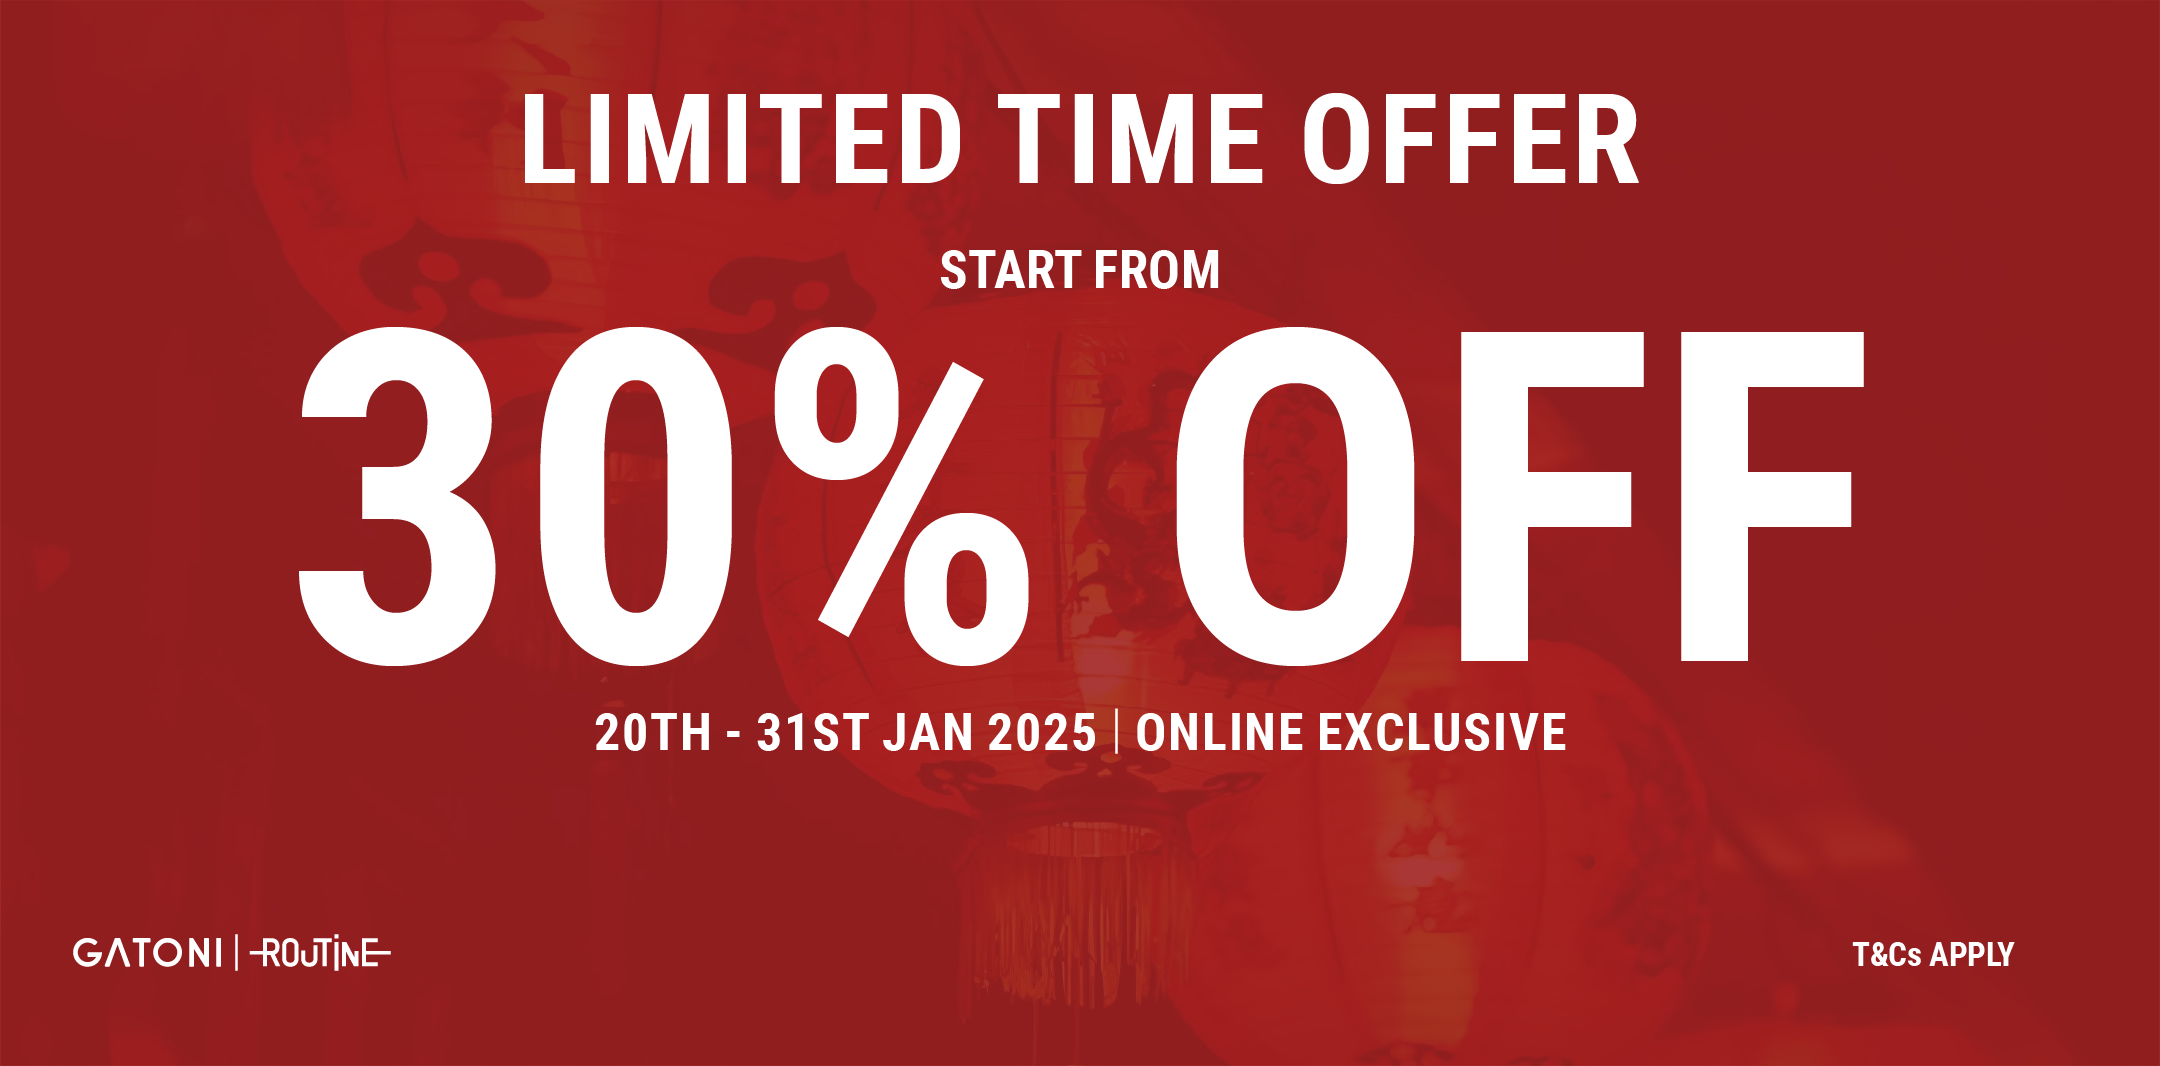 LIMITED TIME OFFER
START FROM
30% OFF
20TH - 31ST JAN 2025 | ONLINE EXCLUSIVE
GATONI | ROUTINE
T&Cs APPLY